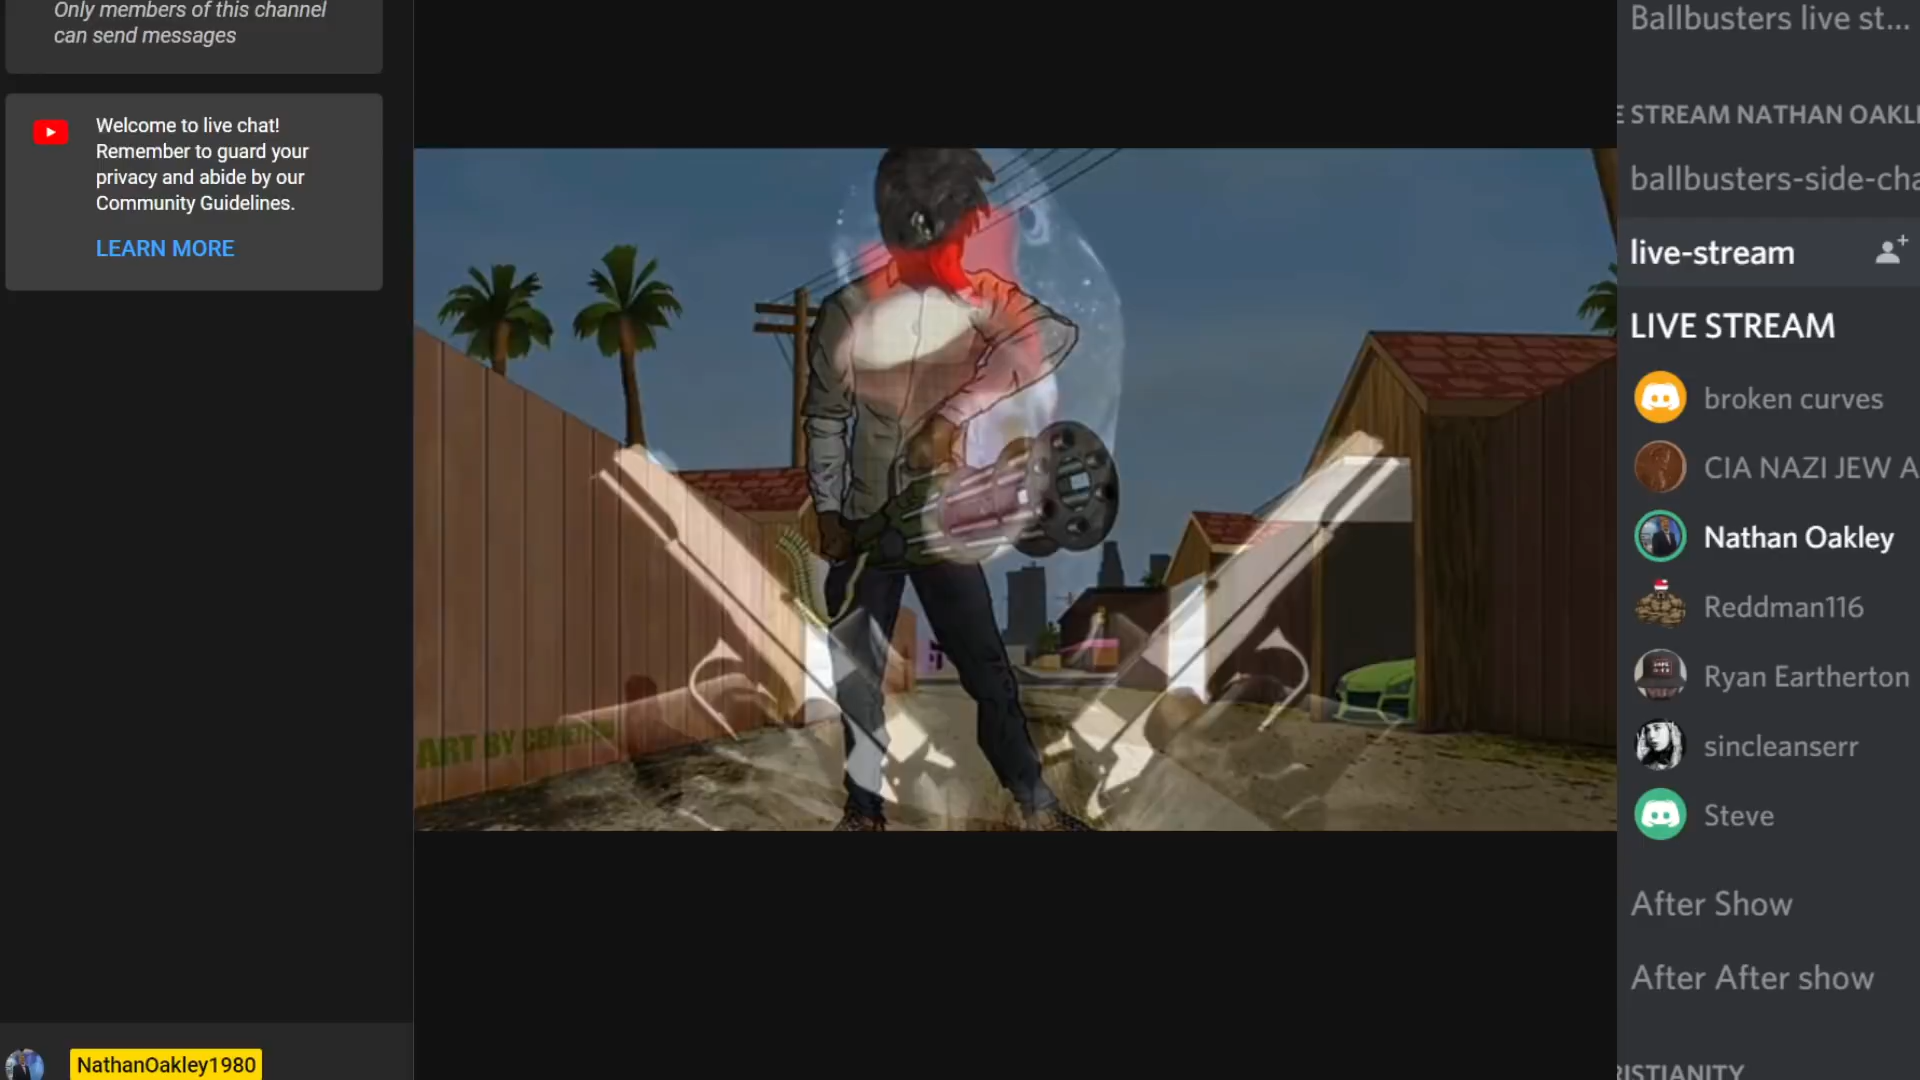 Only members of this channel
can send messages
Welcome to live chat!
Remember to guard your
privacy and abide by our
Community Guidelines.
LEARN MORE
NathanOakley1980
ART BY
Ballbusters live st...
E STREAM NATHAN OAKL
ballbusters-side-cha
live-stream
LIVE STREAM
broken curves
CIA NAZI JEW A
Nathan Oakley
Reddman116
Ryan Eartherton
sincleanserr
Steve
After Show
After After show
RISTIANITY